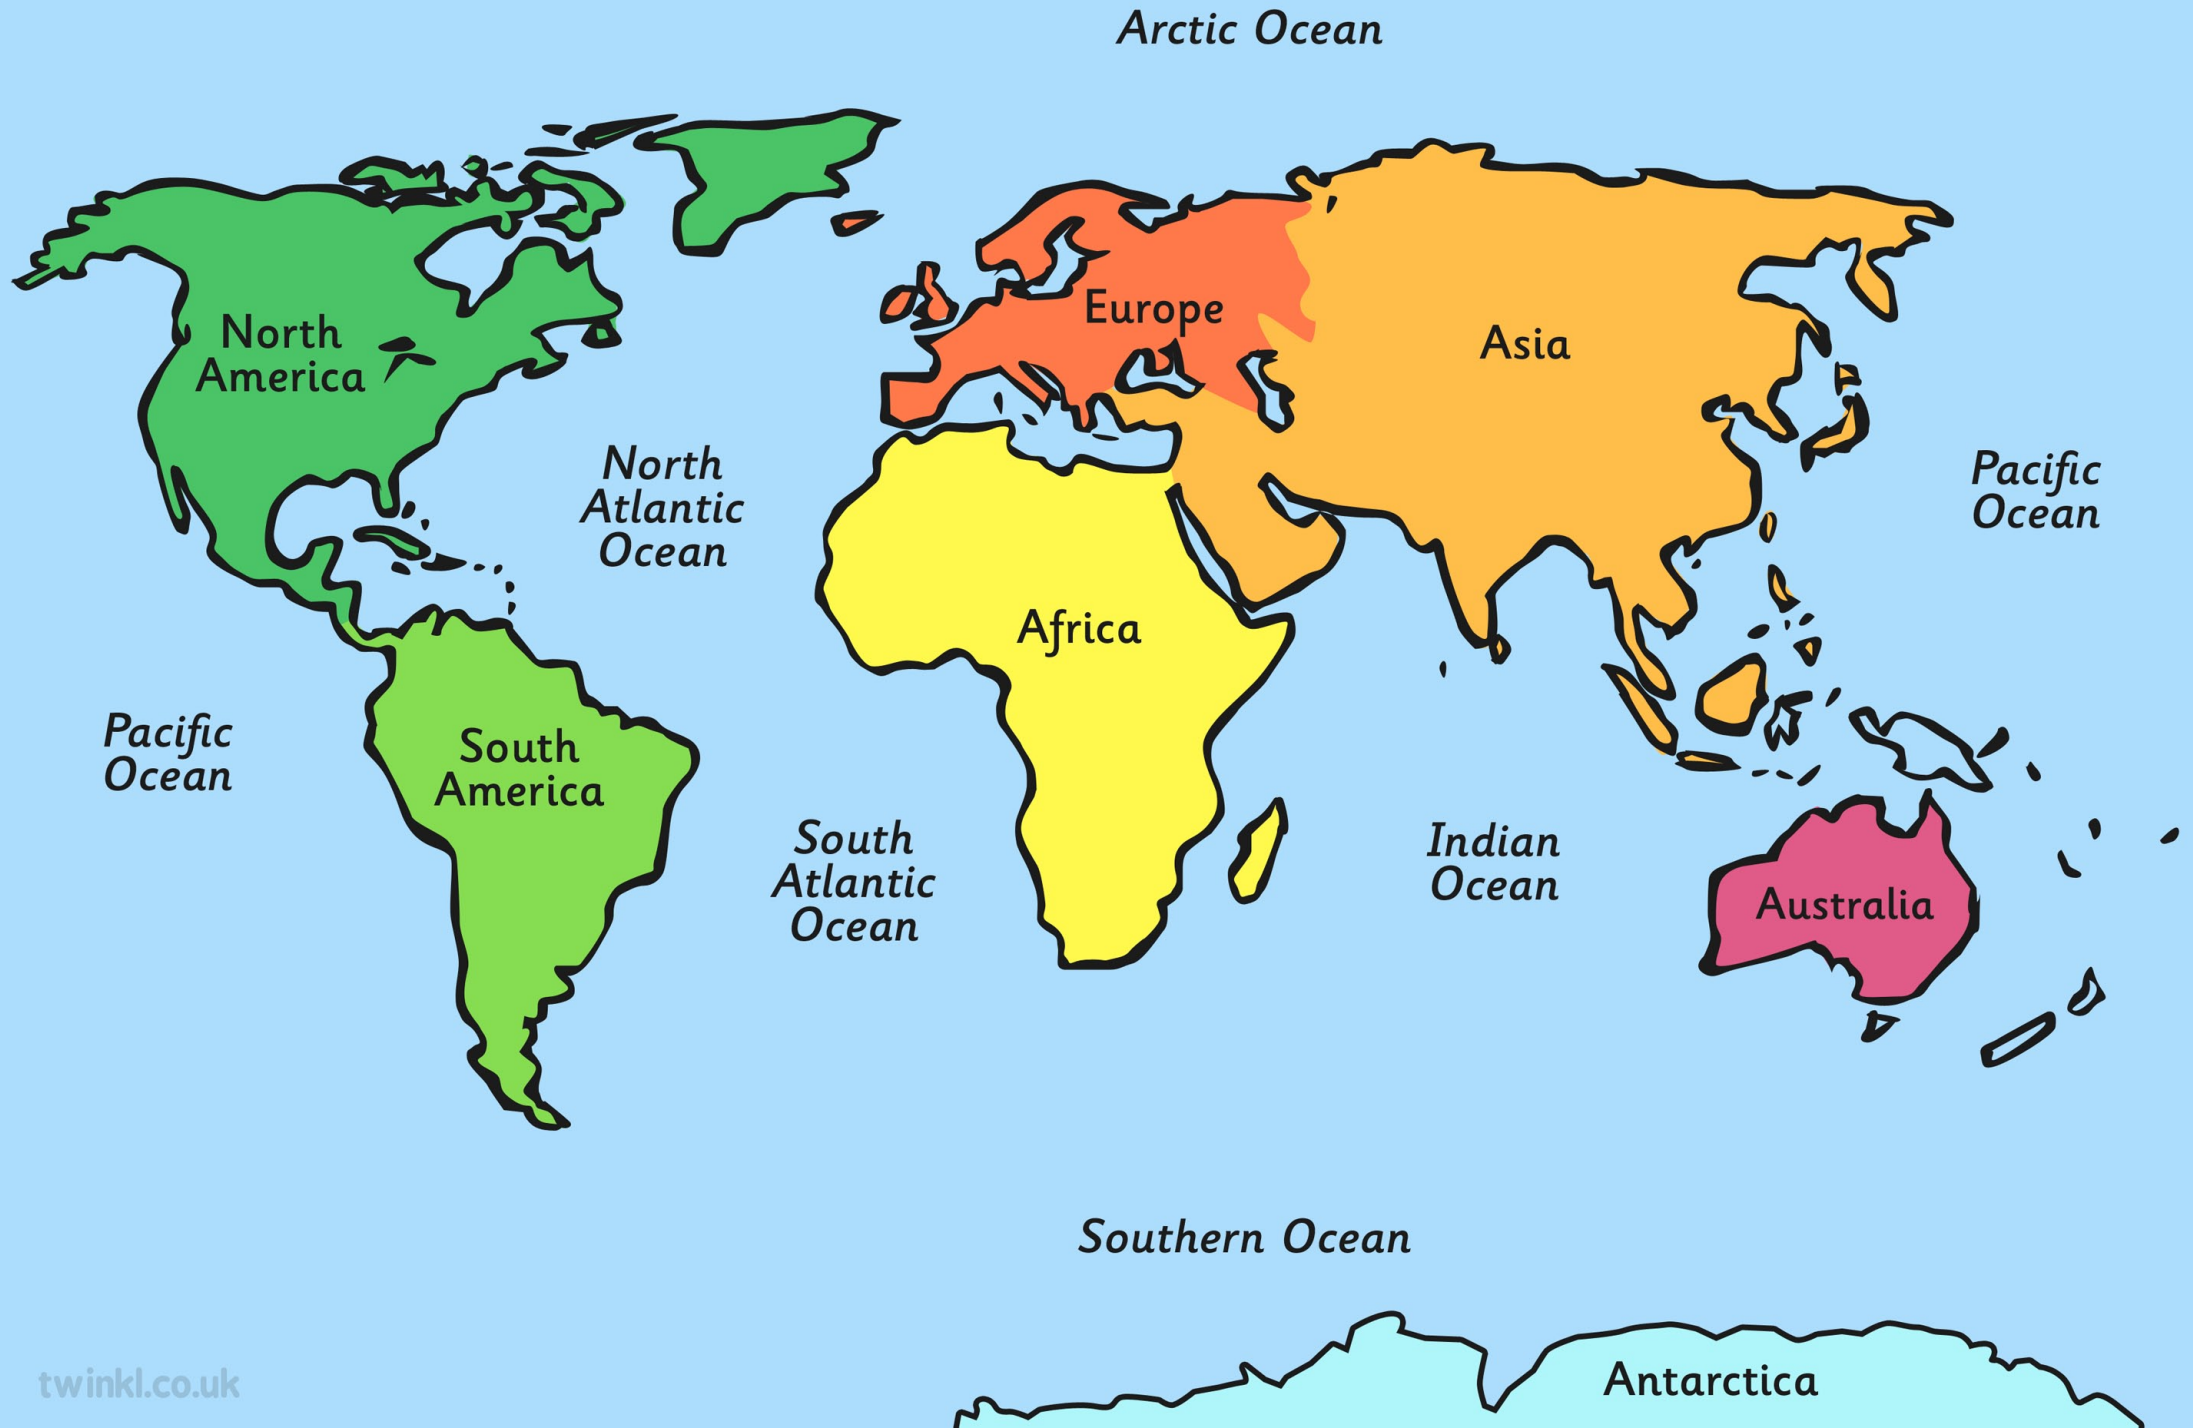 Arctic Ocean
North
America
Europe
Asia
North
Atlantic
Ocean
Pacific
Ocean
Africa
Pacific
Ocean
South
America
South
Atlantic
Ocean
Indian
Ocean
Australia
Southern Ocean
Antarctica
twinkl.co.uk